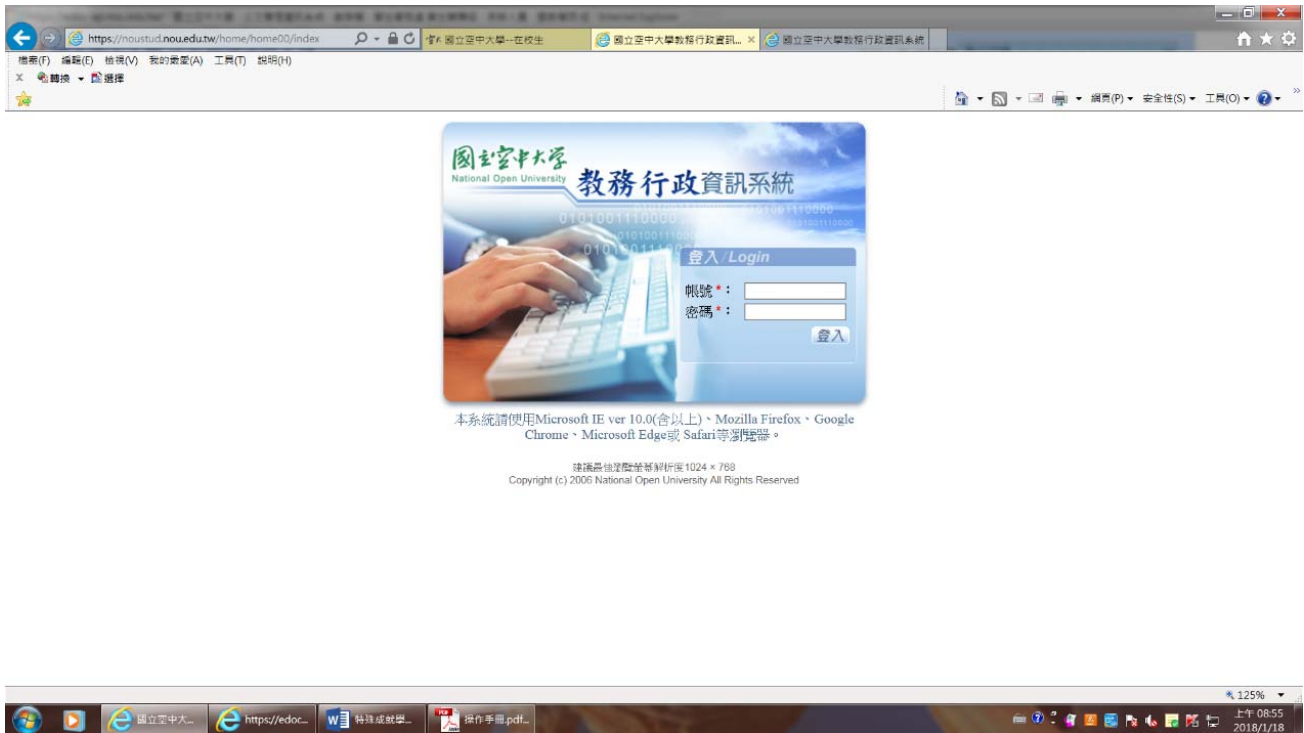 https://noustud.nou.edu.tw/home/home00/index
國立空中大學--在校生
國立空中大學教務行政資訊...
國立空中大學教務行政資訊系統
檔案(F) 編輯(E) 檢視(V) 我的最愛(A) 工具(T) 說明(H)
x 轉換 選擇
網頁(P) 安全性(S) 工具(O)
國立空中大學
National Open University
教務行政資訊系統
0101001110000
登入/Login
帳號*：
密碼*：
登入
本系統請使用Microsoft IE ver 10.0(含以上)、Mozilla Firefox、Google
Chrome、Microsoft Edge或 Safari等瀏覽器。
建議最佳瀏覽螢幕解析度1024 × 768
Copyright (c) 2006 National Open University All Rights Reserved
125%
國立空中大...
https://edoc...
特殊成就學...
操作手冊.pdf...
上午 08:55
2018/1/18